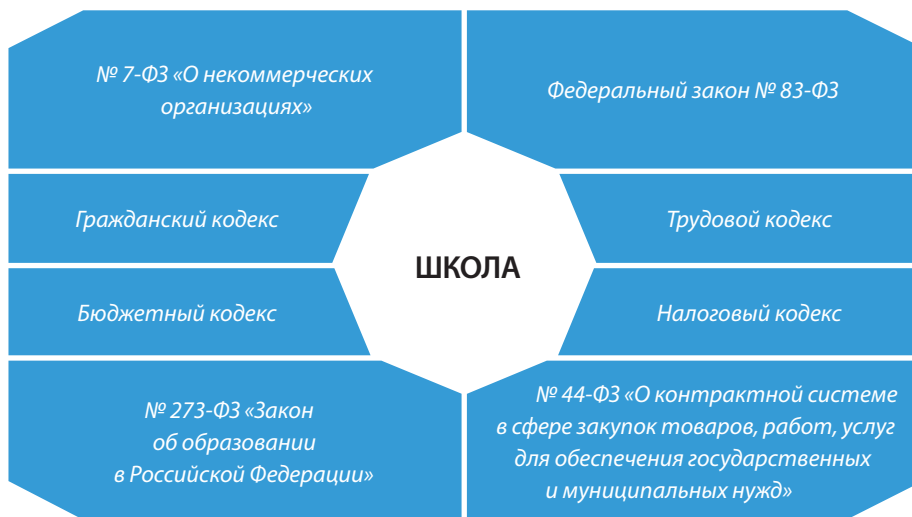 № 7-ФЗ «О некоммерческих
организациях»
Федеральный закон № 83-ФЗ
Гражданский кодекс
Трудовой кодекс
ШКОЛА
Бюджетный кодекс
Налоговый кодекс
№ 273-ФЗ «Закон
об образовании
в Российской Федерации»
№ 44-ФЗ «О контрактной системе
в сфере закупок товаров, работ, услуг
для обеспечения государственных
и муниципальных нужд»